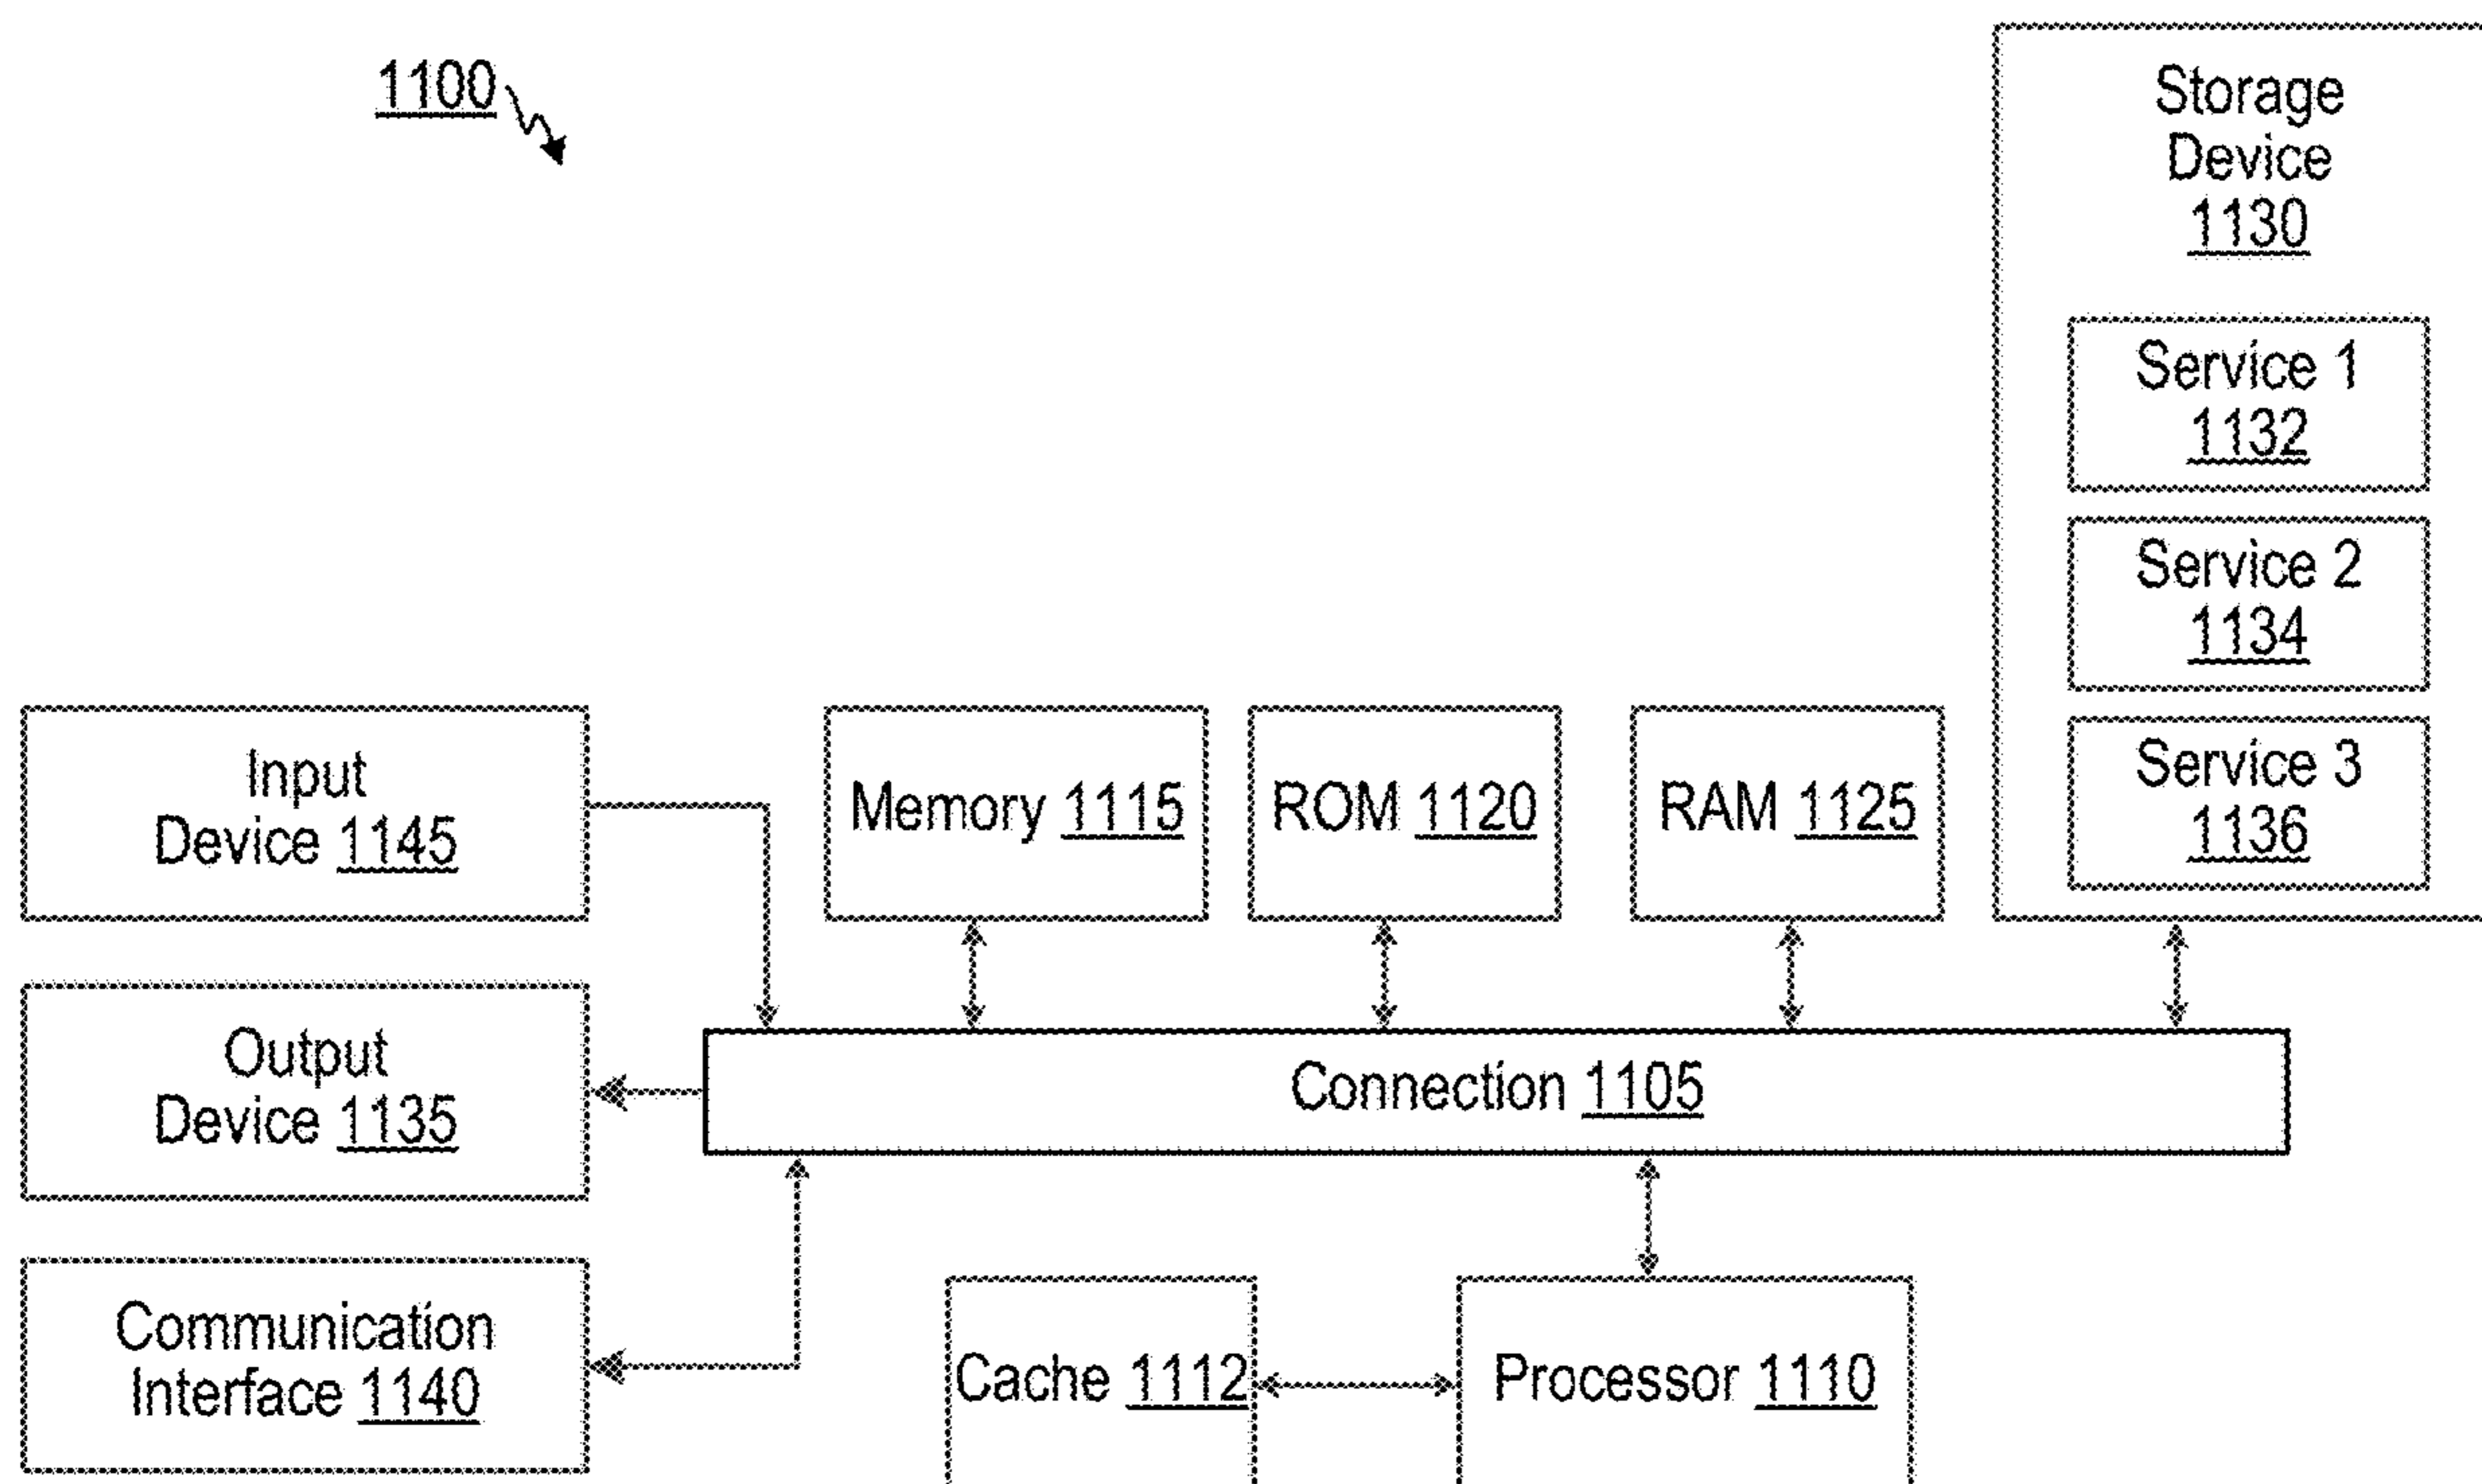 1100
Storage
Device
1130
Service 1
1132
Service 2
1134
Service 3
1136
Input
Device 1145
Memory 1115
ROM 1120
RAM 1125
Output
Device 1135
Connection 1105
Communication
Interface 1140
Cache 1112
Processor 1110